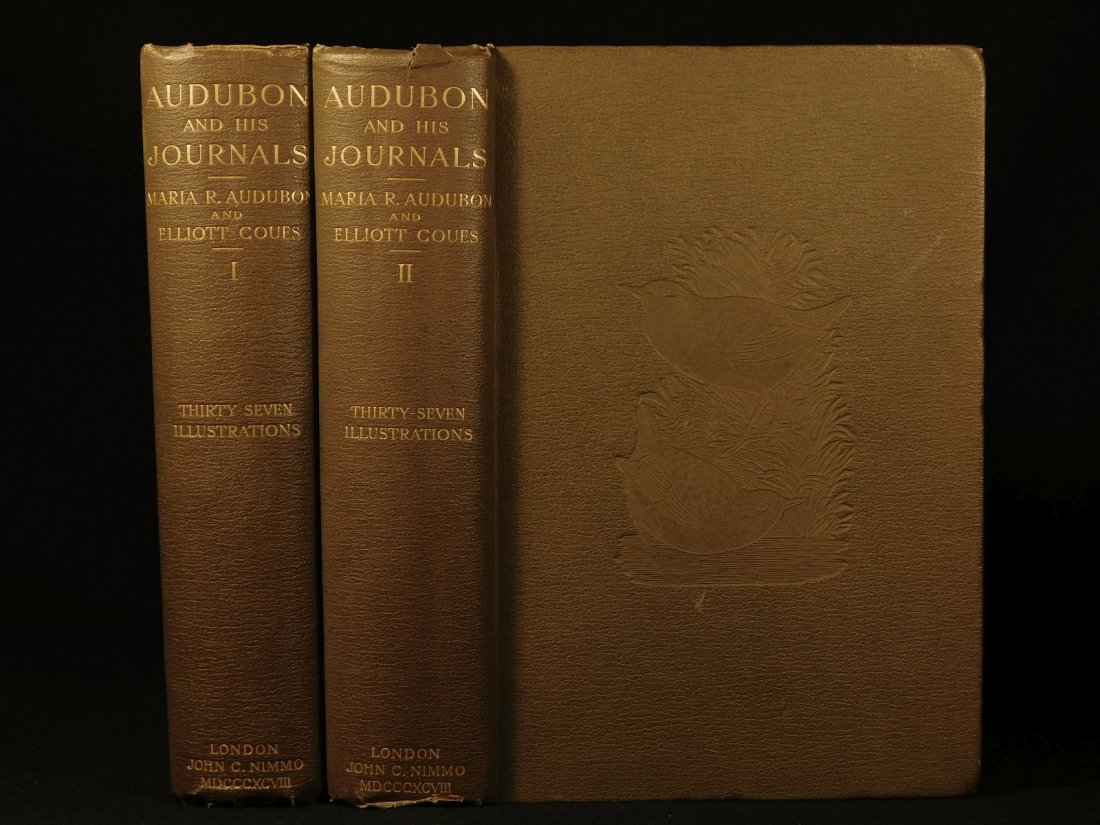 AUDUBON
AND HIS
JOURNALS
MARIA R. AUDUBON
AND
ELLIOTT COUES
I
THIRTY SEVEN
ILLUSTRATIONS
LONDON
JOHN C. NIMMO
MDCCCXCVIII
AUDUBON
AND HIS
JOURNALS
MARIA R. AUDUBON
AND
ELLIOTT COUES
II
THIRTY-SEVEN
ILLUSTRATIONS
LONDON
JOHN C. NIMMO
MDCCCXCVIII